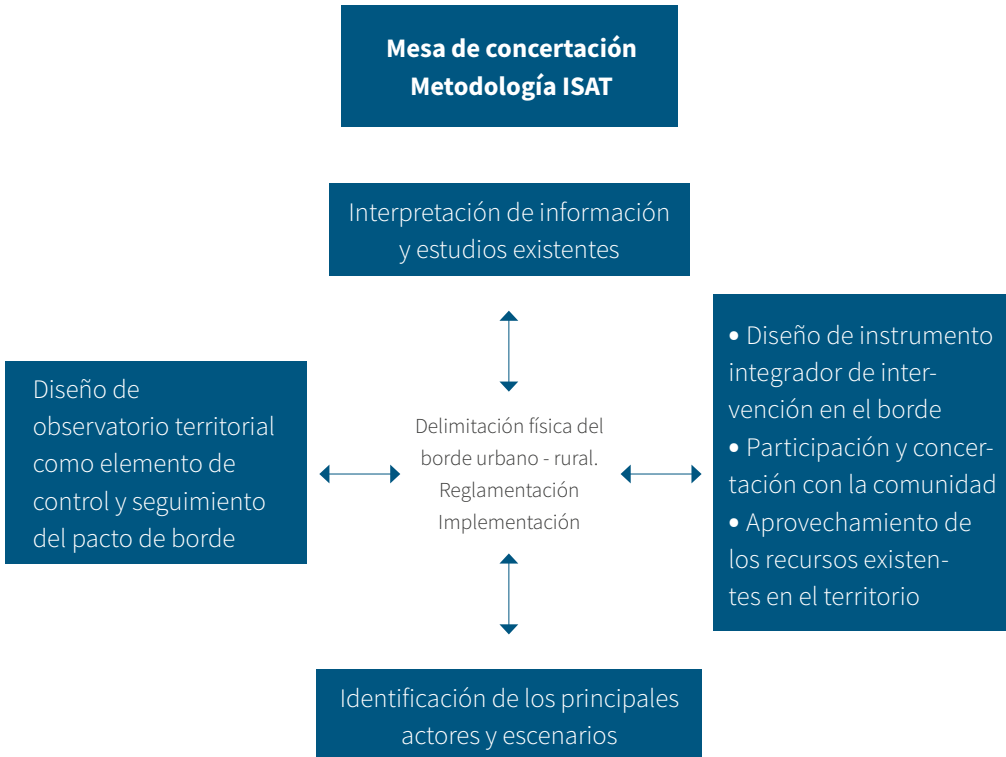 Mesa de concertación
Metodología ISAT
Interpretación de información
y estudios existentes
Diseño de
observatorio territorial
como elemento de
control y seguimiento
del pacto de borde
Delimitación física del
borde urbano - rural.
Reglamentación
Implementación
• Diseño de instrumento
integrador de inter-
vención en el borde
• Participación y concer-
tación con la comunidad
• Aprovechamiento de
los recursos existen-
tes en el territorio
Identificación de los principales
actores y escenarios